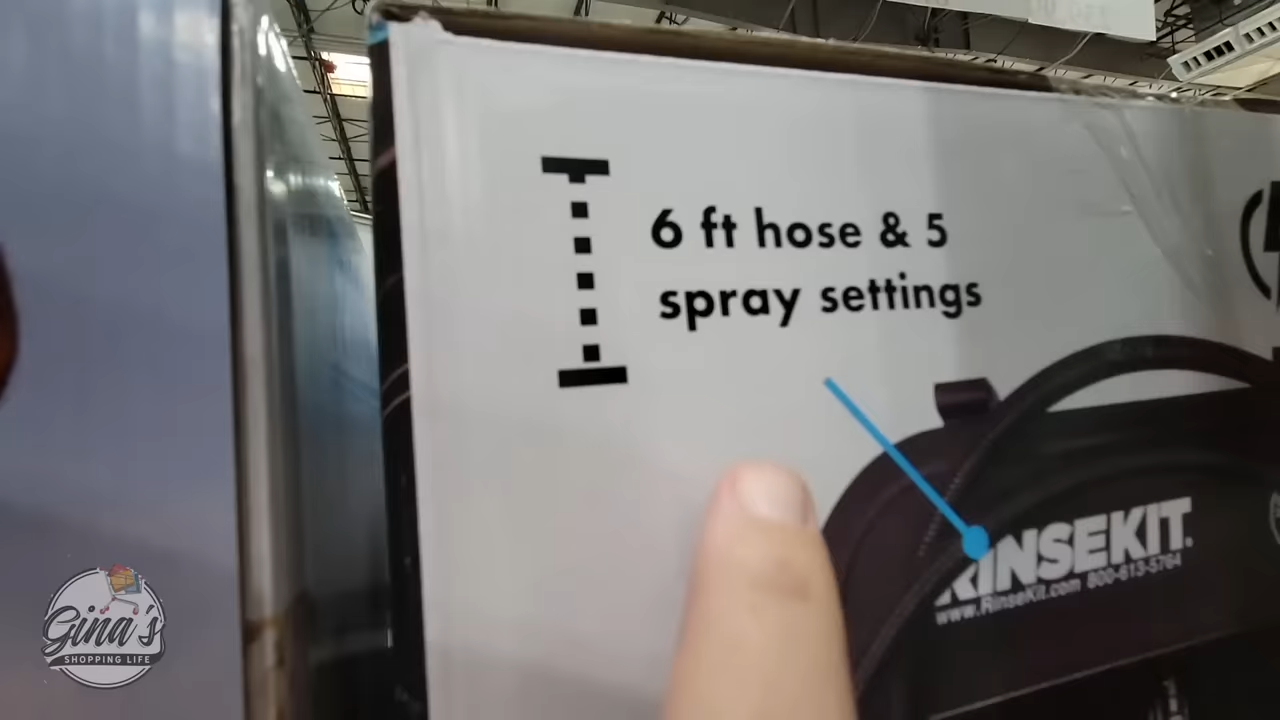 6 ft hose & 5
spray settings
RINSEKIT.
www.RinseKit.com 800-613-5764
Gina's
SHOPPING LIFE